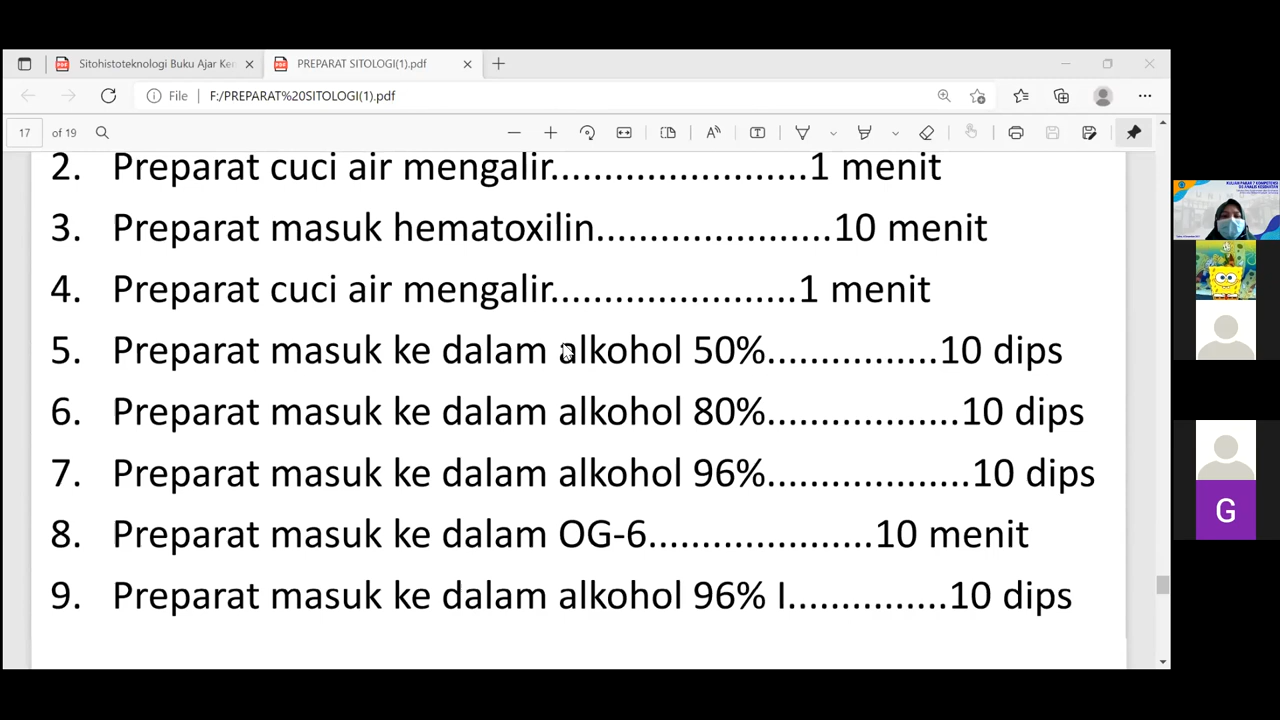 Sitohistoteknologi Buku Ajar Ke
PREPARAT SITOLOGI(1).pdf
File
F:/PREPARAT%20SITOLOGI(1).pdf
17 of 19
2. Preparat cuci air mengalir........................1 menit
3. Preparat masuk hematoxilin......................10 menit
4. Preparat cuci air mengalir.......................1 menit
5. Preparat masuk ke dalam alkohol 50%................10 dips
6. Preparat masuk ke dalam alkohol 80%..................10 dips
7. Preparat masuk ke dalam alkohol 96%...................10 dips
8. Preparat masuk ke dalam OG-6.....................10 menit
9. Preparat masuk ke dalam alkohol 96% I...............10 dips
G